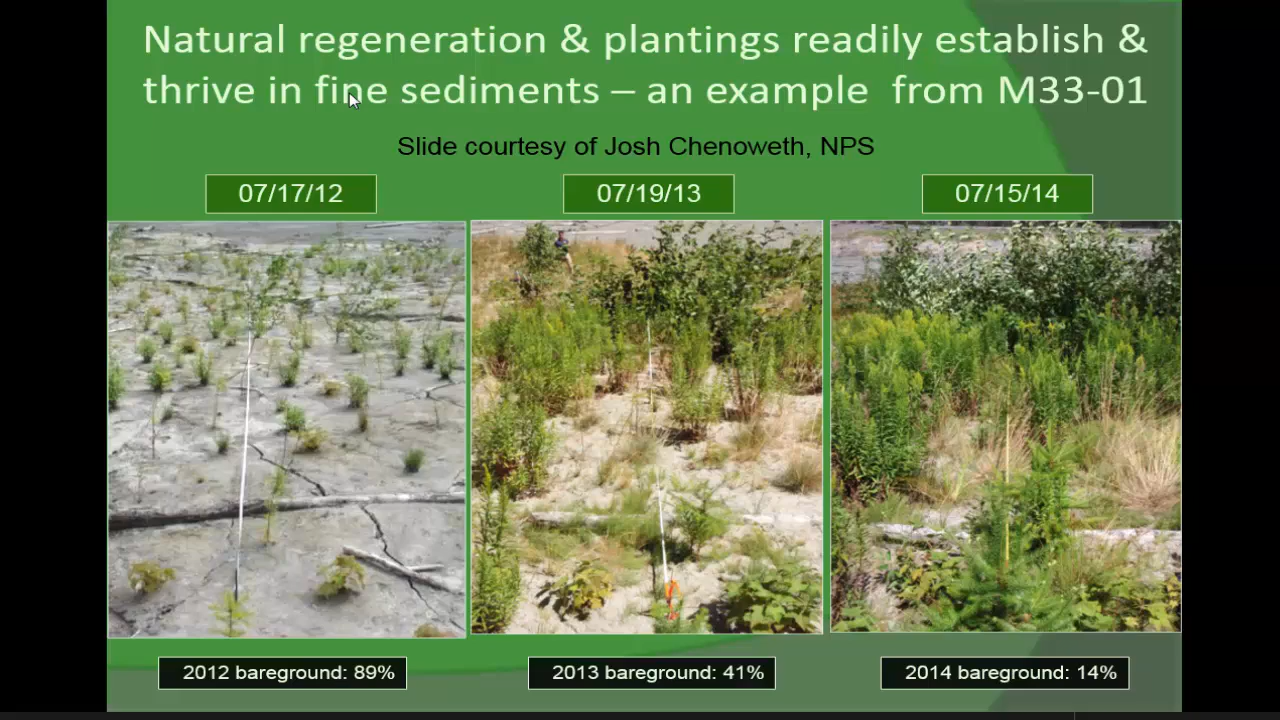 Natural regeneration & plantings readily establish &
thrive in fine sediments – an example from M33-01
Slide courtesy of Josh Chenoweth, NPS
07/17/12
07/19/13
07/15/14
2012 bareground: 89%
2013 bareground: 41%
2014 bareground: 14%